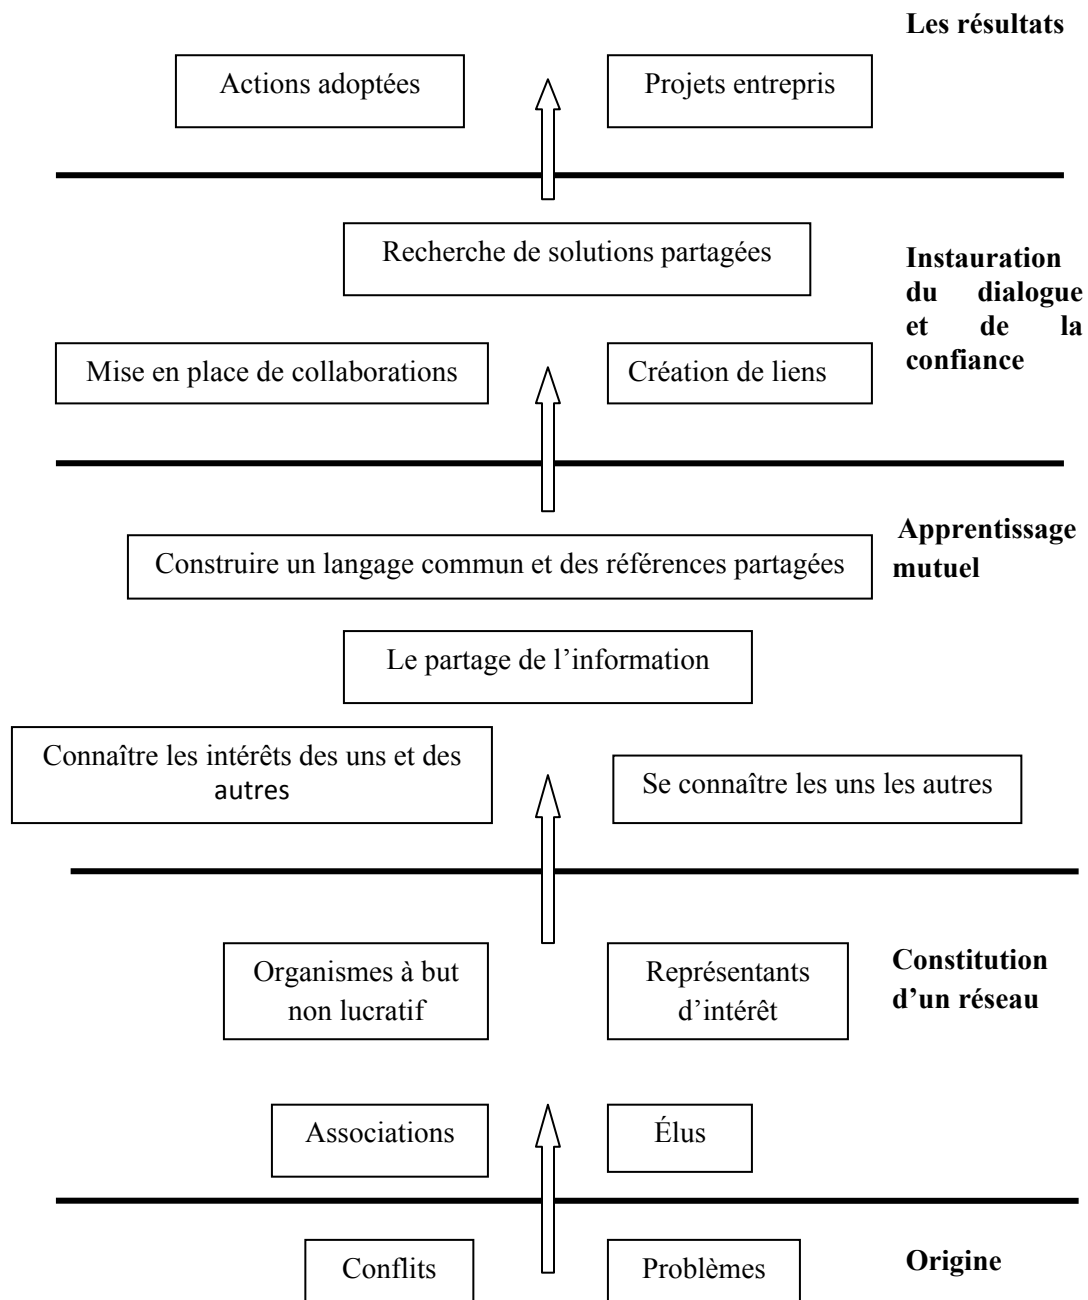 Les résultats
Actions adoptées
Projets entrepris
Recherche de solutions partagées
Instauration
du dialogue
et de la
confiance
Mise en place de collaborations
Création de liens
Apprentissage
mutuel
Construire un langage commun et des références partagées
Le partage de l’information
Connaître les intérêts des uns et des
autres
Se connaître les uns les autres
Organismes à but
non lucratif
Représentants
d’intérêt
Constitution
d’un réseau
Associations
Élus
Conflits
Problèmes
Origine